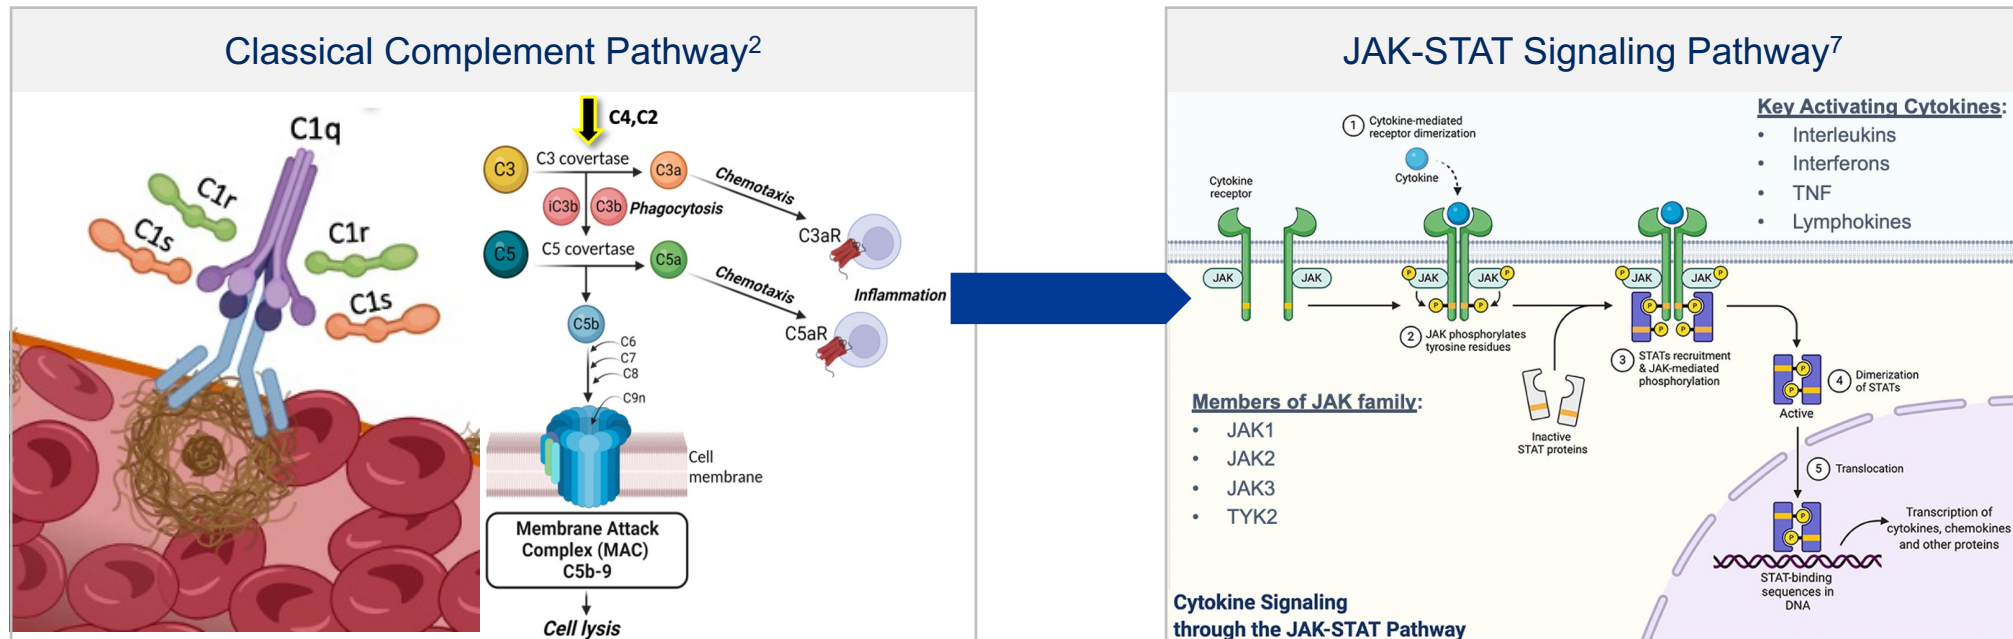 Classical Complement Pathway2
C1q
C1r
C1s
C1r
C1s
C4,C2
C3
C3 covertase
C3a
Chemotaxis
iC3b
C3b
Phagocytosis
C3aR
C5
C5 covertase
C5a
Chemotaxis
Inflammation
C5aR
C5b
C6
C7
C8
C9n
Cell
membrane
Membrane Attack
Complex (MAC)
C5b-9
Cell lysis
JAK-STAT Signaling Pathway7
Key Activating Cytokines:
• Interleukins
• Interferons
• TNF
• Lymphokines
1 Cytokine-mediated
receptor dimerization
Cytokine
Cytokine
receptor
JAK
JAK
P
JAK
JAK
P
P
P
P
JAK
JAK
P
P
P
P
P
2 JAK phosphorylates
tyrosine residues
3 STATs recruitment
& JAK-mediated
phosphorylation
Inactive
STAT proteins
P
P
4 Dimerization
of STATs
Active
5 Translocation
P
P
Transcription of
cytokines, chemokines
and other proteins
STAT-binding
sequences in
DNA
Members of JAK family:
• JAK1
• JAK2
• JAK3
• TYK2
Cytokine Signaling
through the JAK-STAT Pathway